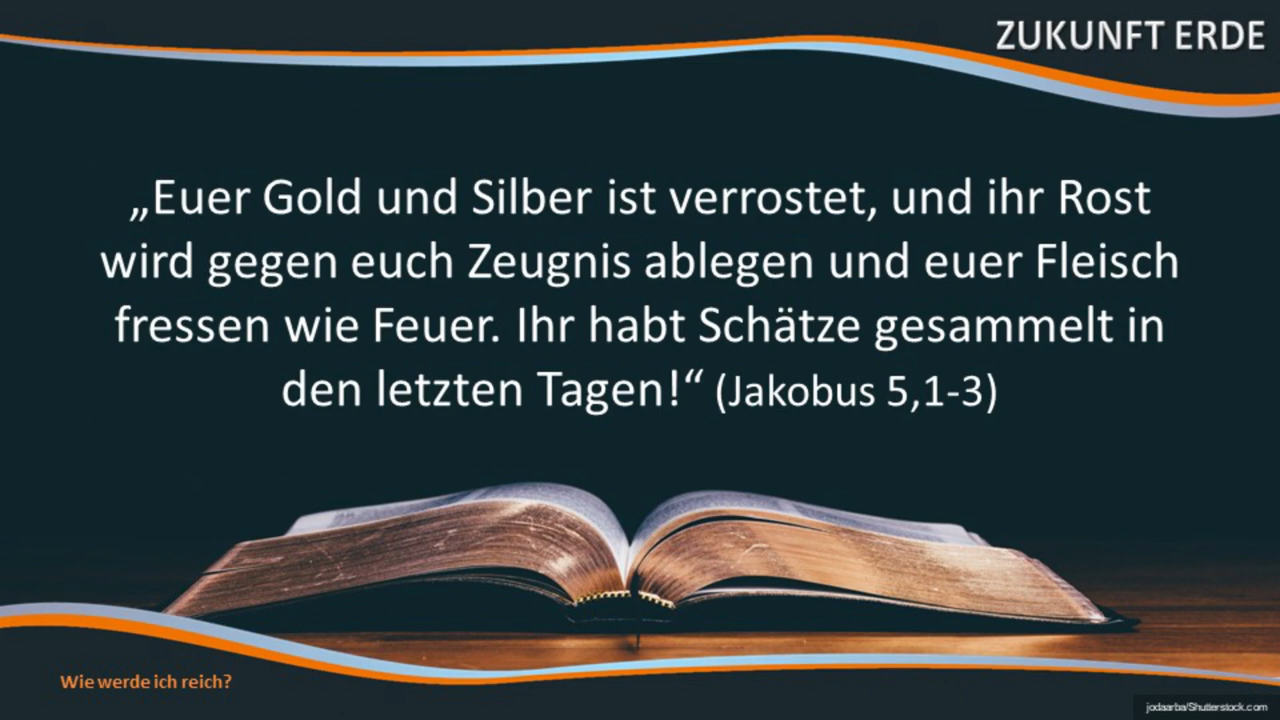 ZUKUNFT ERDE
„Euer Gold und Silber ist verrostet, und ihr Rost
wird gegen euch Zeugnis ablegen und euer Fleisch
fressen wie Feuer. Ihr habt Schätze gesammelt in
den letzten Tagen!“ (Jakobus 5,1-3)
Wie werde ich reich?
jodaarba/Shutterstock.com